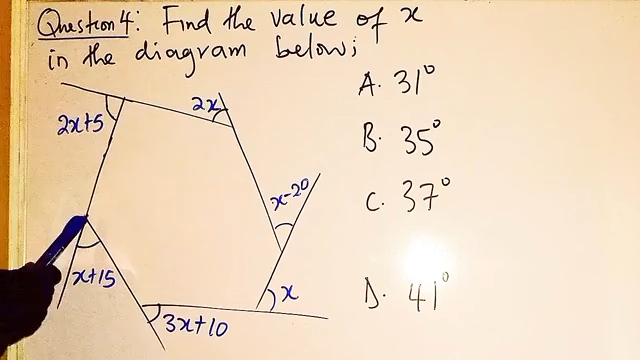 Question 4: Find the value of x
in the diagram below;
A. 31°
2x
2x+5
B. 35°
x-20
C. 37°
x+15
x
D. 41°
3x+10